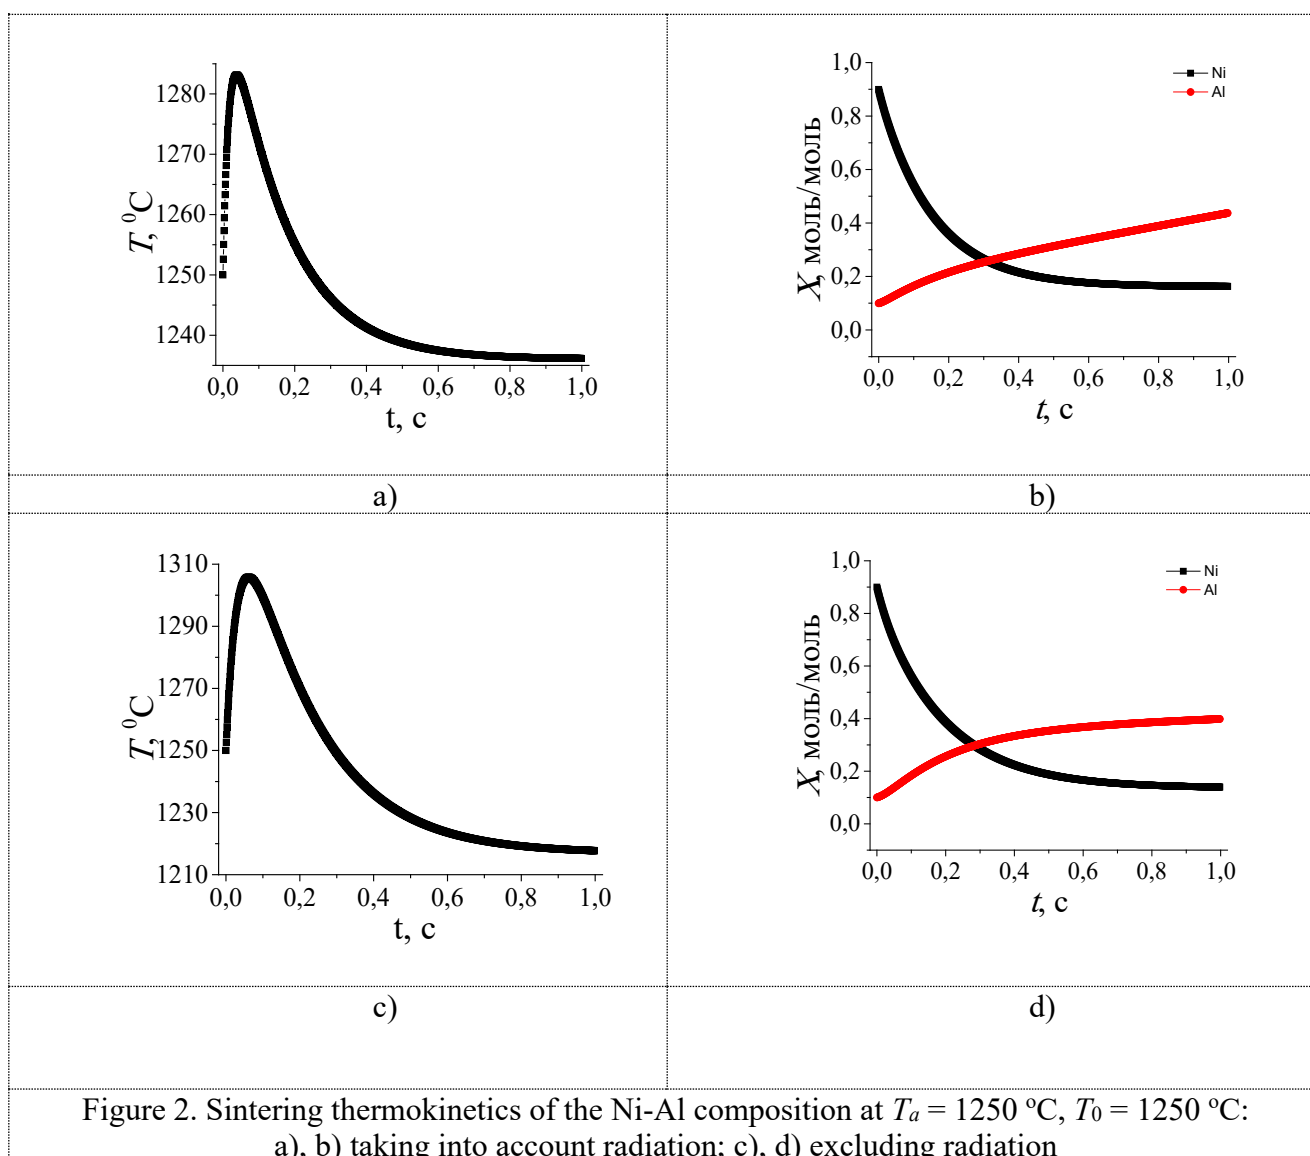 1280
1270
1260
1250
1240
T, ⁰C
0,0 0,2 0,4 0,6 0,8 1,0
t, c
1,0
0,8
0,6
0,4
0,2
0,0
X, моль/моль
Ni
Al
0,0 0,2 0,4 0,6 0,8 1,0
t, c
a) b)
1310
1290
1270
1250
1230
1210
T, ⁰C
0,0 0,2 0,4 0,6 0,8 1,0
t, c
1,0
0,8
0,6
0,4
0,2
0,0
X, моль/моль
Ni
Al
0,0 0,2 0,4 0,6 0,8 1,0
t, c
c) d)
Figure 2. Sintering thermokinetics of the Ni-Al composition at Ta = 1250 ºC, T0 = 1250 ºC:
a), b) taking into account radiation; c), d) excluding radiation